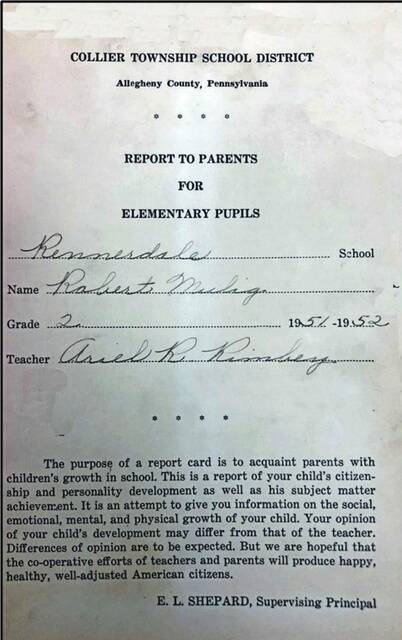 COLLIER TOWNSHIP SCHOOL DISTRICT
Allegheny County, Pennsylvania
* * * *
REPORT TO PARENTS
FOR
ELEMENTARY PUPILS
Rennerdale School
Name Robert Mulig
Grade 2 1951-1952
Teacher Ariel R Kimbery
* * * *
The purpose of a report card is to acquaint parents with
children's growth in school. This is a report of your child's citizen-
ship and personality development as well as his subject matter
achievement. It is an attempt to give you information on the social,
emotional, mental, and physical growth of your child. Your opinion
of your child's development may differ from that of the teacher.
Differences of opinion are to be expected. But we are hopeful that
the co-operative efforts of teachers and parents will produce happy,
healthy, well-adjusted American citizens.
E. L. SHEPARD, Supervising Principal